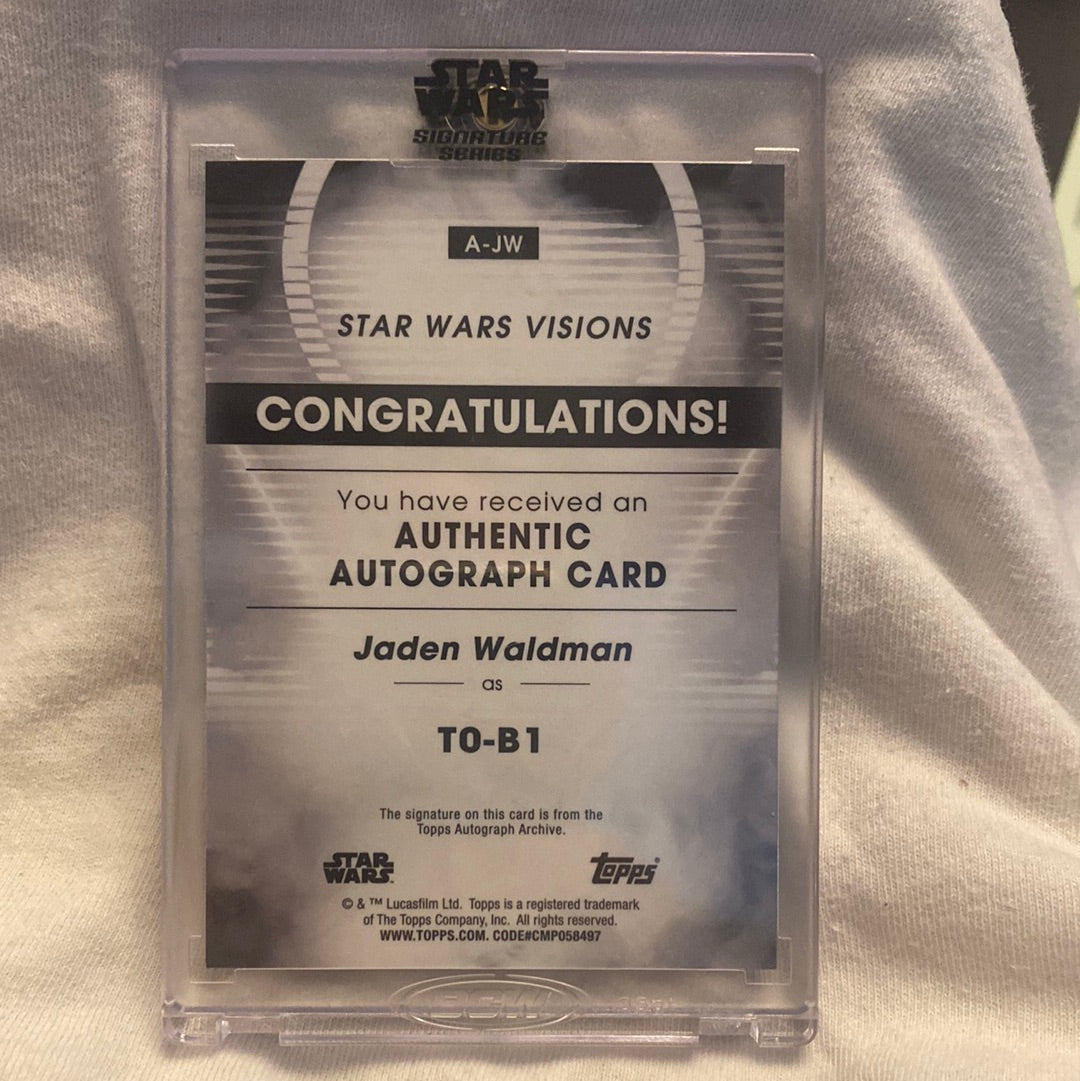 STAR
WARS
SIGNATURE
SERIES
A-JW
STAR WARS VISIONS
CONGRATULATIONS!
You have received an
AUTHENTIC
AUTOGRAPH CARD
Jaden Waldman
as
TO-B1
The signature on this card is from the
Topps Autograph Archive.
STAR
WARS
topps®
© & ™ Lucasfilm Ltd. Topps is a registered trademark
of The Topps Company, Inc. All rights reserved.
WWW.TOPPS.COM. CODE#CMP058497
BCW